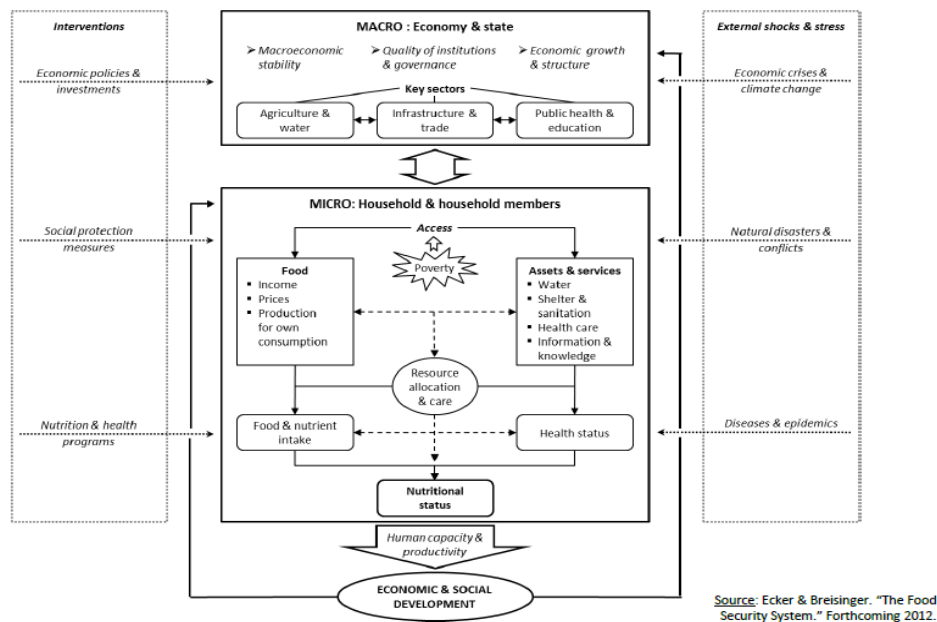 Interventions
Economic policies &
investments
Social protection
measures
Nutrition & health
programs
MACRO : Economy & state
➤ Macroeconomic
stability
➤ Quality of institutions
& governance
➤ Economic growth
& structure
Key sectors
Agriculture &
water
Infrastructure &
trade
Public health &
education
MICRO: Household & household members
Access
Poverty
Food
▪ Income
▪ Prices
▪ Production
for own
consumption
Assets & services
▪ Water
▪ Shelter &
sanitation
▪ Health care
▪ Information &
knowledge
Resource
allocation
& care
Food & nutrient
intake
Health status
Nutritional
status
Human capacity &
productivity
ECONOMIC & SOCIAL
DEVELOPMENT
External shocks & stress
Economic crises &
climate change
Natural disasters &
conflicts
Diseases & epidemics
Source: Ecker & Breisinger. “The Food
Security System.” Forthcoming 2012.